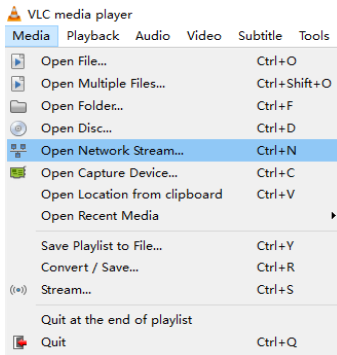 VLC media player
Media Playback Audio Video Subtitle Tools
Open File... Ctrl+O
Open Multiple Files... Ctrl+Shift+O
Open Folder... Ctrl+F
Open Disc... Ctrl+D
Open Network Stream... Ctrl+N
Open Capture Device... Ctrl+C
Open Location from clipboard Ctrl+V
Open Recent Media
Save Playlist to File... Ctrl+Y
Convert / Save... Ctrl+R
Stream... Ctrl+S
Quit at the end of playlist
Quit Ctrl+Q